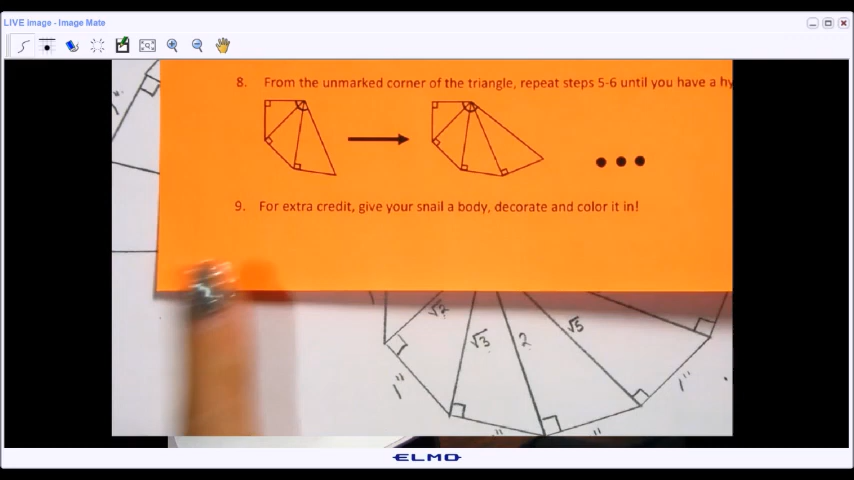 LIVE image - Image Mate
8. From the unmarked corner of the triangle, repeat steps 5-6 until you have a hy
9. For extra credit, give your snail a body, decorate and color it in!
√2
√3
2
√5
1"
1"
ELMO